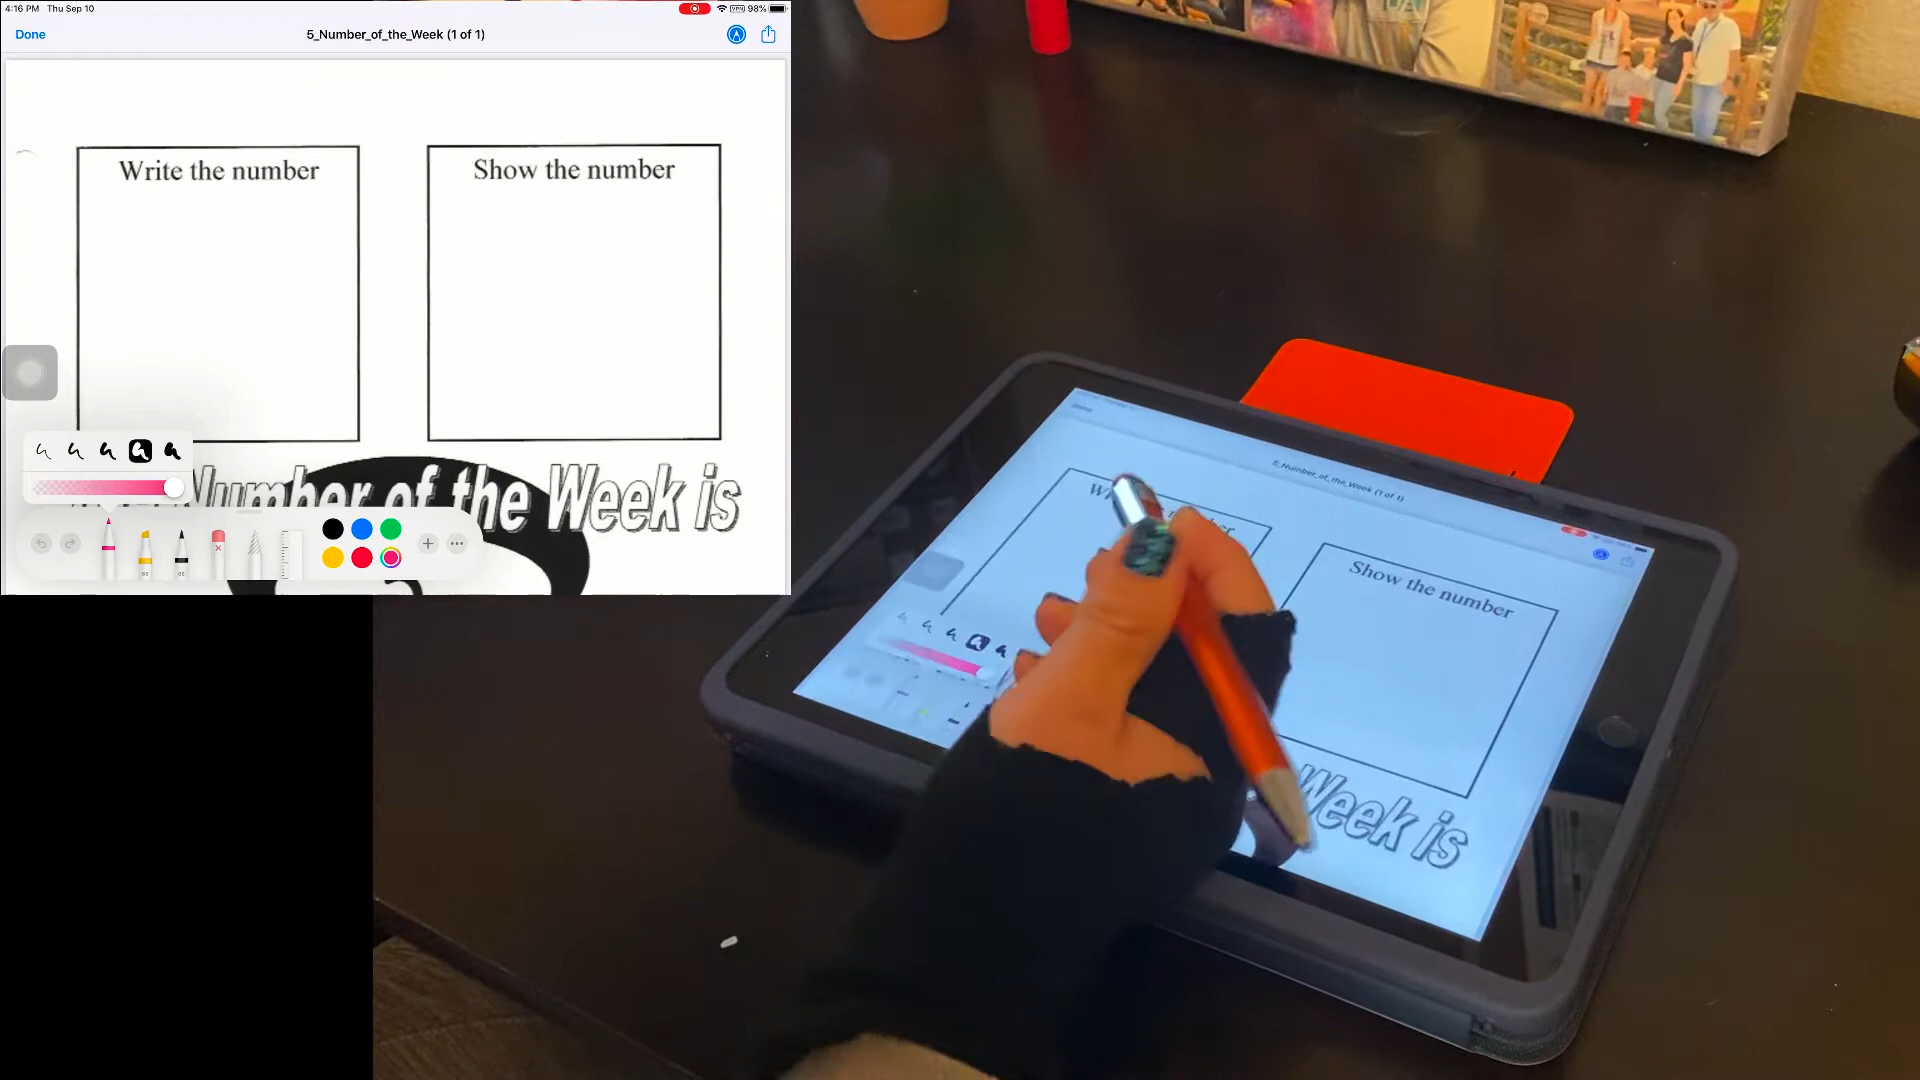 4:16 PM Thu Sep 10
VPN 98%
Done
5_Number_of_the_Week (1 of 1)
Write the number
Show the number
Number of the Week is
5_Number_of_the_Week (1 of 1)
Show the number
Week is